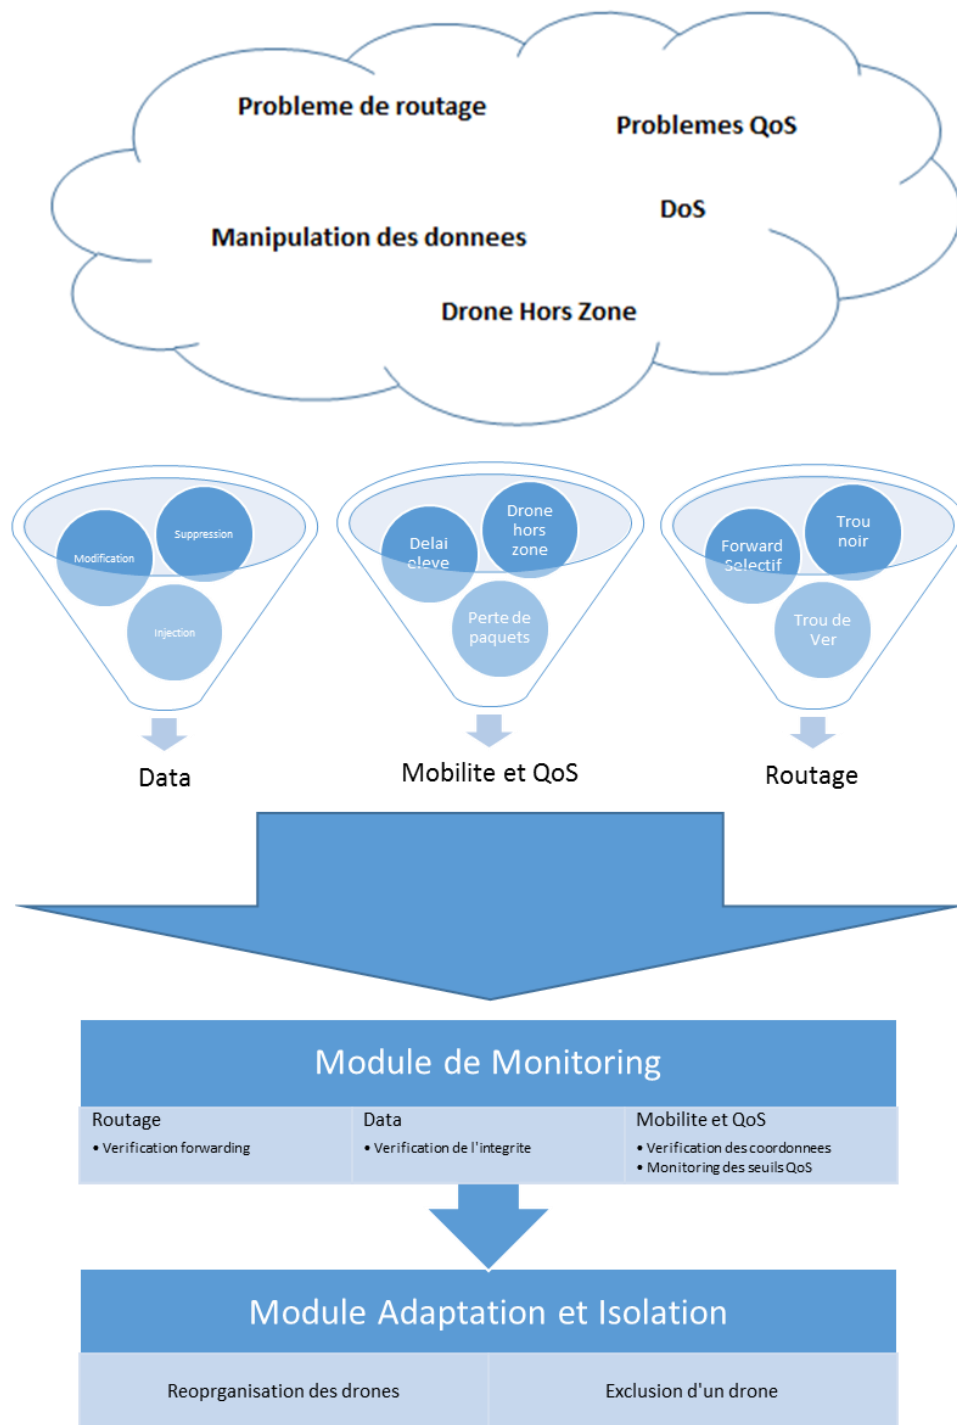 Probleme de routage
Problemes QoS
DoS
Manipulation des donnees
Drone Hors Zone
Modification
Suppression
Injection
Delai
eleve
Drone
hors
zone
Perte de
paquets
Forward
Selectif
Trou
noir
Trou de
Ver
Data
Mobilite et QoS
Routage
Module de Monitoring
Routage
• Verification forwarding
Data
• Verification de l'integrite
Mobilite et QoS
• Verification des coordonnees
• Monitoring des seuils QoS
Module Adaptation et Isolation
Reoprganisation des drones
Exclusion d'un drone